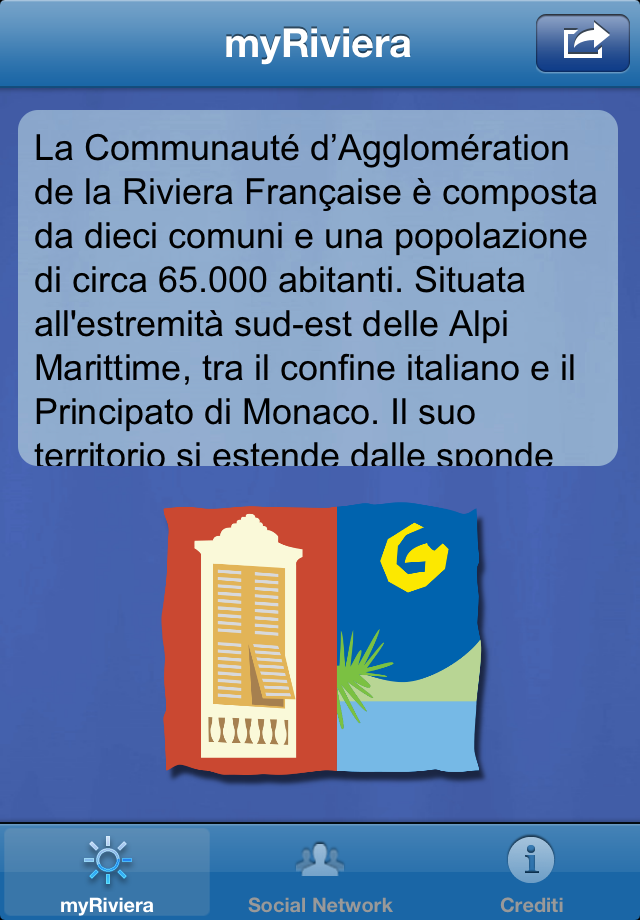 myRiviera
La Communauté d’Agglomération
de la Riviera Française è composta
da dieci comuni e una popolazione
di circa 65.000 abitanti. Situata
all'estremità sud-est delle Alpi
Marittime, tra il confine italiano e il
Principato di Monaco. Il suo
territorio si estende dalle sponde
myRiviera
Social Network
Crediti